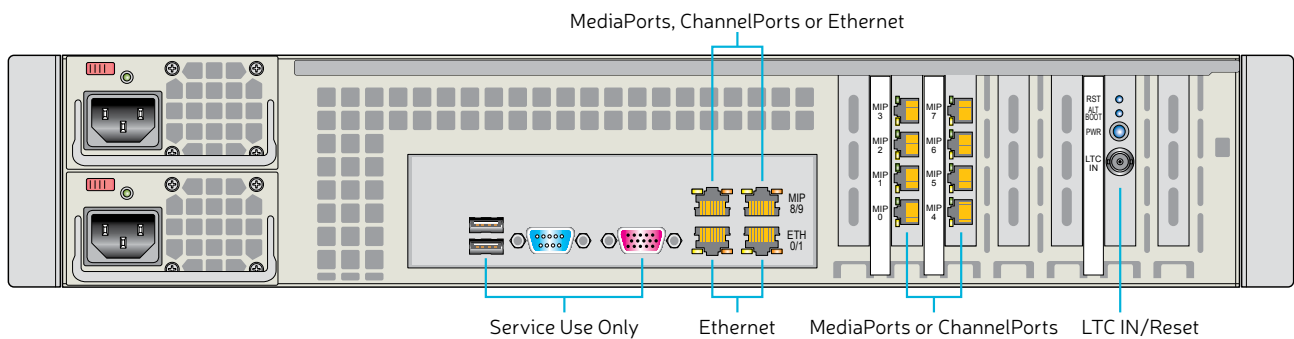 MediaPorts, ChannelPorts or Ethernet
MIP
3
MIP
7
RST
ALT
BOOT
PWR
MIP
2
MIP
6
LTC
IN
MIP
1
MIP
5
MIP
8/9
MIP
0
MIP
4
ETH
0/1
Service Use Only
Ethernet
MediaPorts or ChannelPorts
LTC IN/Reset